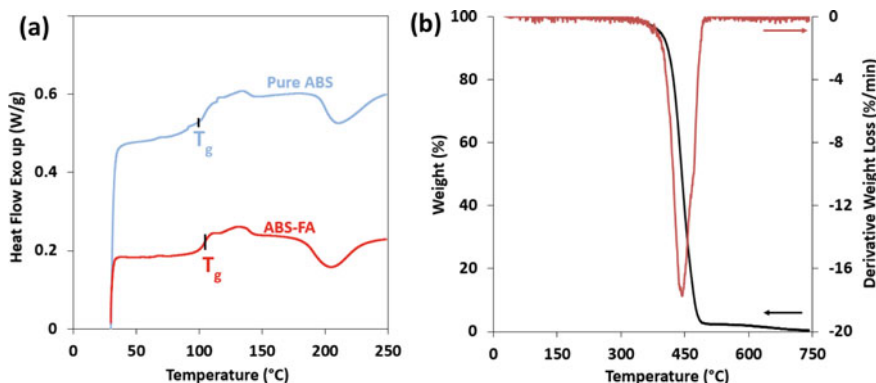 (a)
Heat Flow Exo up (W/g)
0.6
0.4
0.2
0
Pure ABS
Tg
ABS-FA
Tg
0 50 100 150 200 250
Temperature (°C)
(b)
Weight (%)
100
80
60
40
20
0
0 150 300 450 600 750
Temperature (°C)
0
-4
-8
-12
-16
-20
Derivative Weight Loss (%/min)